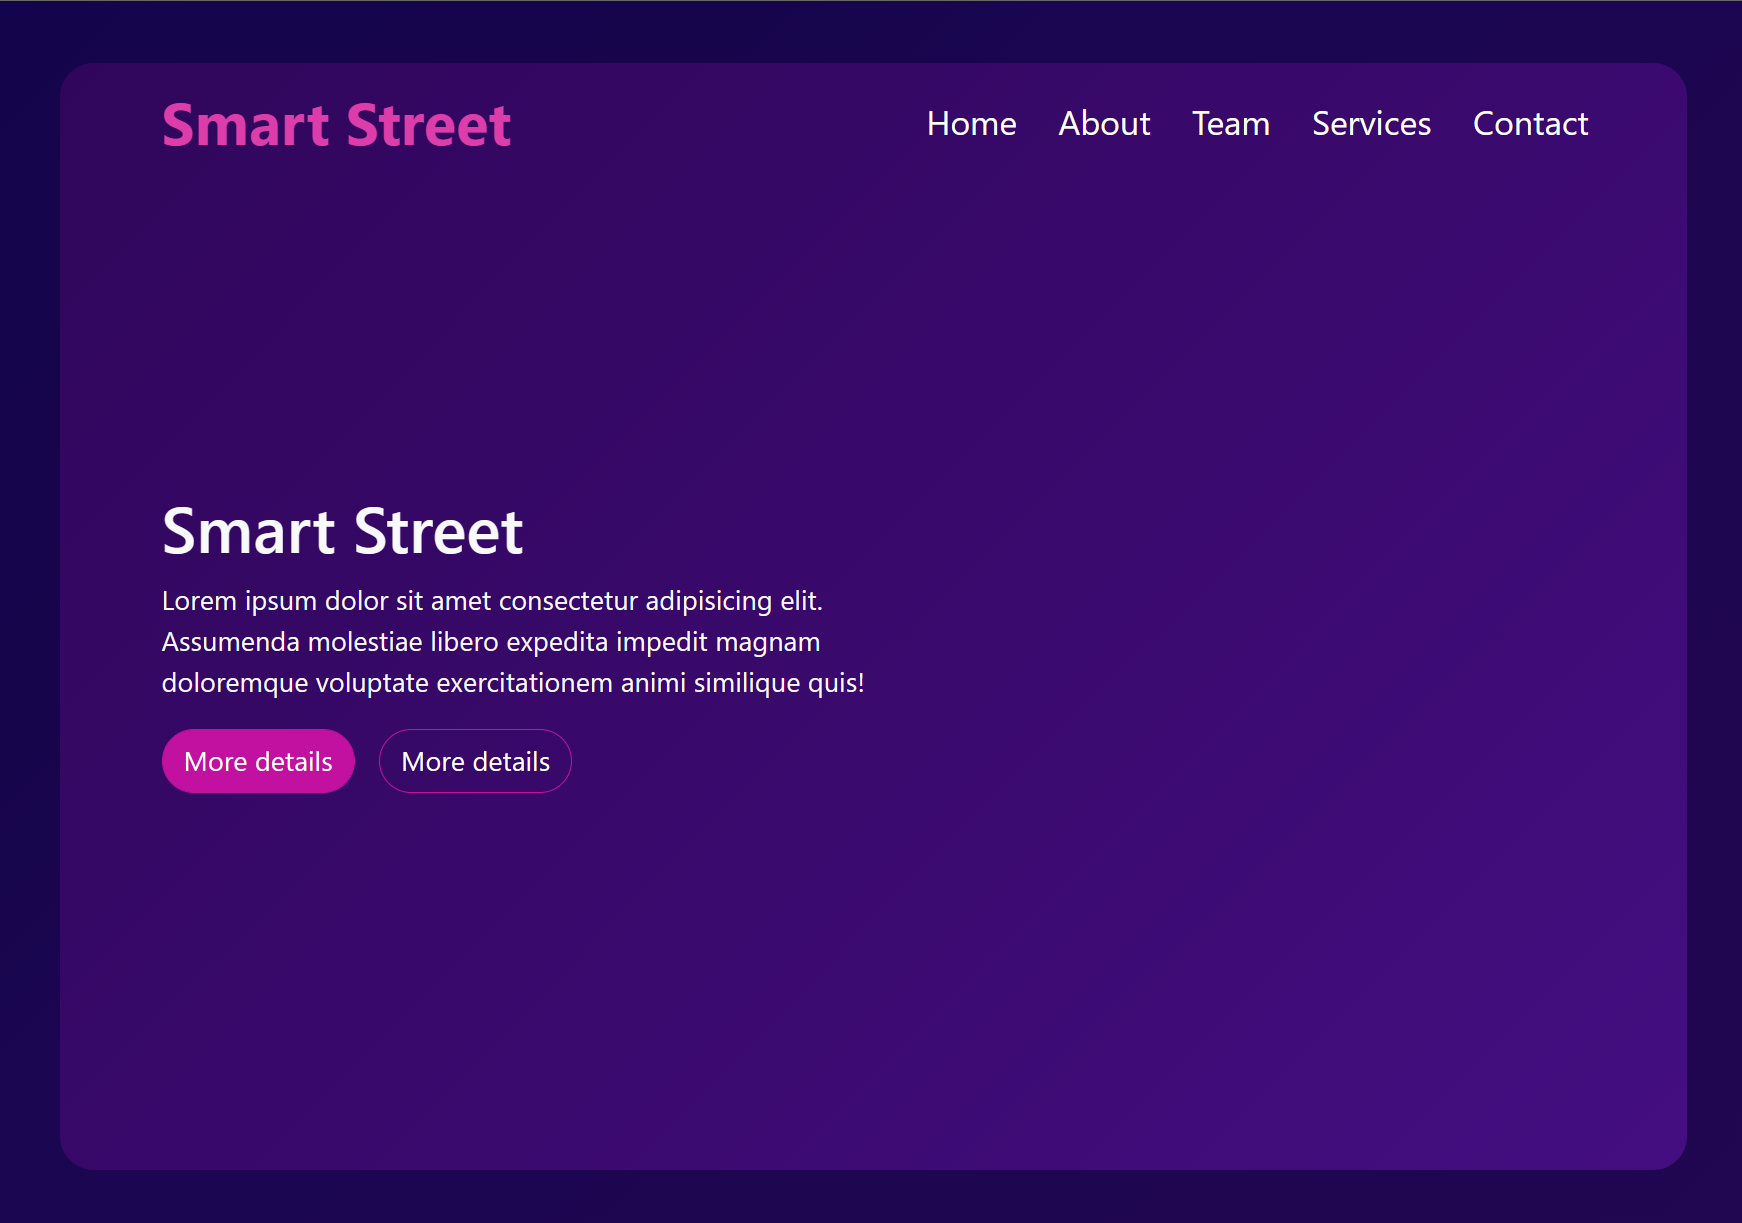 Smart Street
Home About Team Services Contact
Smart Street
Lorem ipsum dolor sit amet consectetur adipisicing elit.
Assumenda molestiae libero expedita impedit magnam
doloremque voluptate exercitationem animi similique quis!
More details
More details